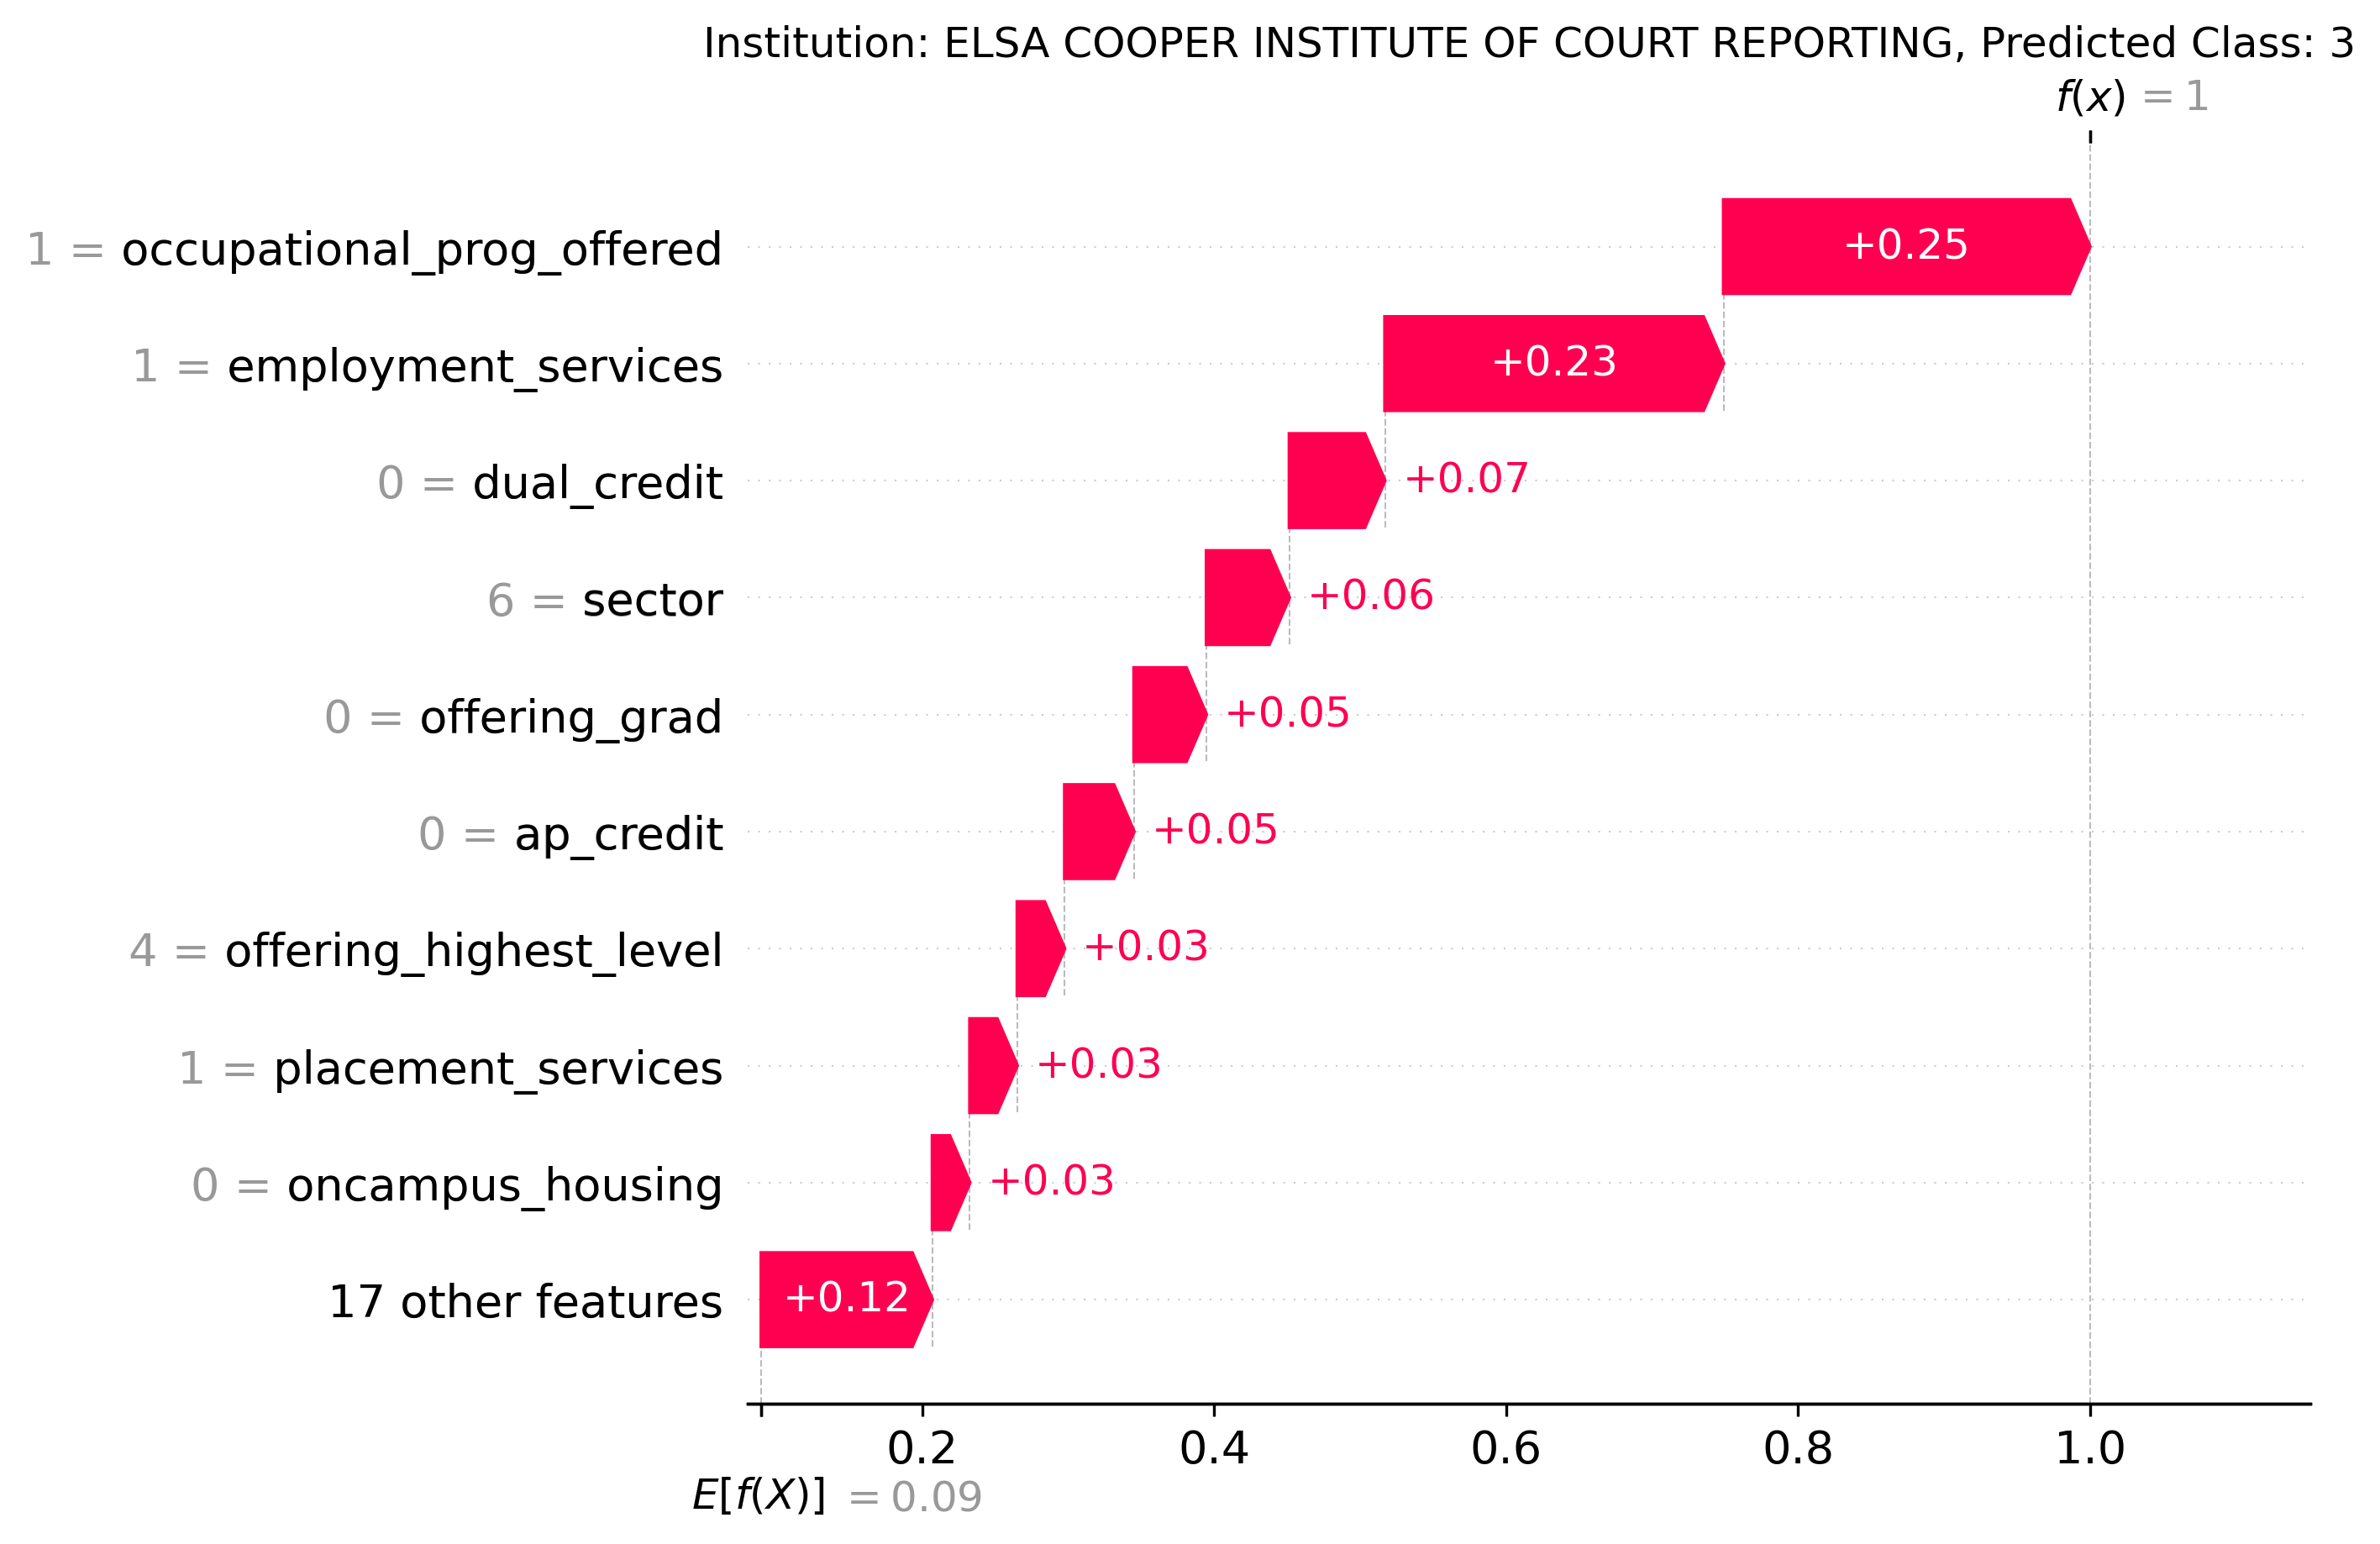 Institution: ELSA COOPER INSTITUTE OF COURT REPORTING, Predicted Class: 3
f(x) = 1
1 = occupational_prog_offered +0.25
1 = employment_services +0.23
0 = dual_credit +0.07
6 = sector +0.06
0 = offering_grad +0.05
0 = ap_credit +0.05
4 = offering_highest_level +0.03
1 = placement_services +0.03
0 = oncampus_housing +0.03
17 other features +0.12
0.2 0.4 0.6 0.8 1.0
E[f(X)] = 0.09